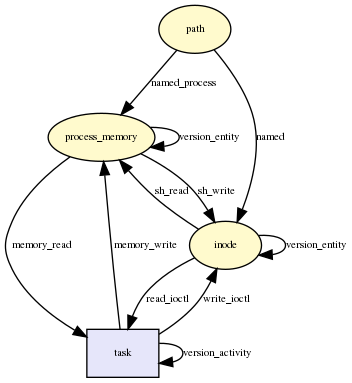 path
named_process
process_memory
version_entity
named
sh_read
sh_write
memory_read
memory_write
inode
version_entity
read_ioctl
write_ioctl
task
version_activity